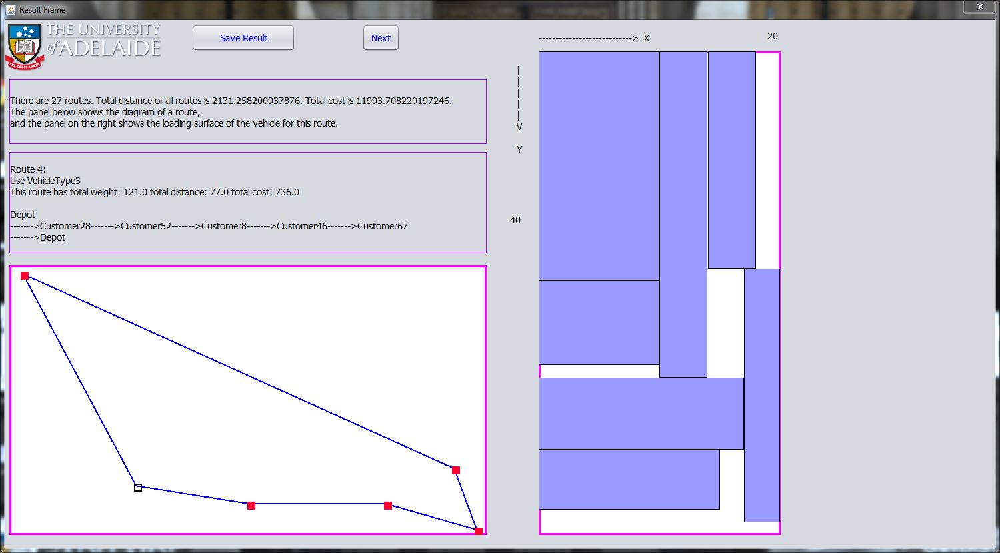 Result Frame
THE UNIVERSITY
of ADELAIDE
SUB CRUCE LUMEN
Save Result
Next
---------------------------> X
20
|
|
|
|
|
V
Y
40
There are 27 routes. Total distance of all routes is 2131.258200937876. Total cost is 11993.708220197246.
The panel below shows the diagram of a route,
and the panel on the right shows the loading surface of the vehicle for this route.
Route 4:
Use VehicleType3
This route has total weight: 121.0 total distance: 77.0 total cost: 736.0
Depot
------->Customer28------->Customer52------->Customer8------->Customer46------->Customer67
------->Depot